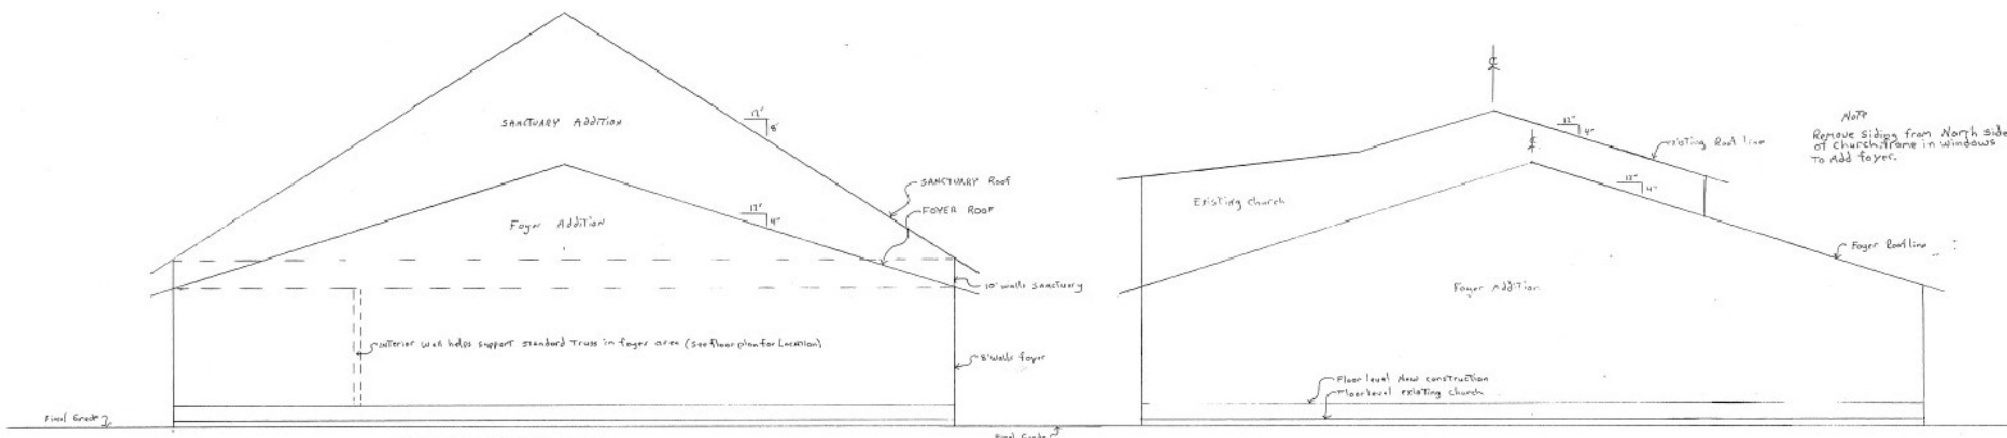 SANCTUARY Addition
12"
8"
SANCTUARY Roof
FOYER ROOF
12"
4"
Foyer Addition
10' walls sanctuary
interior wall helps support standard truss in foyer area (see floor plan for Location)
8' walls foyer
Final Grade
Final Grade
12"
4"
existing Roof line
12"
4"
Existing church
Foyer Roof line
Foyer Addition
Floor level New construction
Floor level existing church
Note
Remove siding from North side
of Church, frame in windows
To Add foyer.